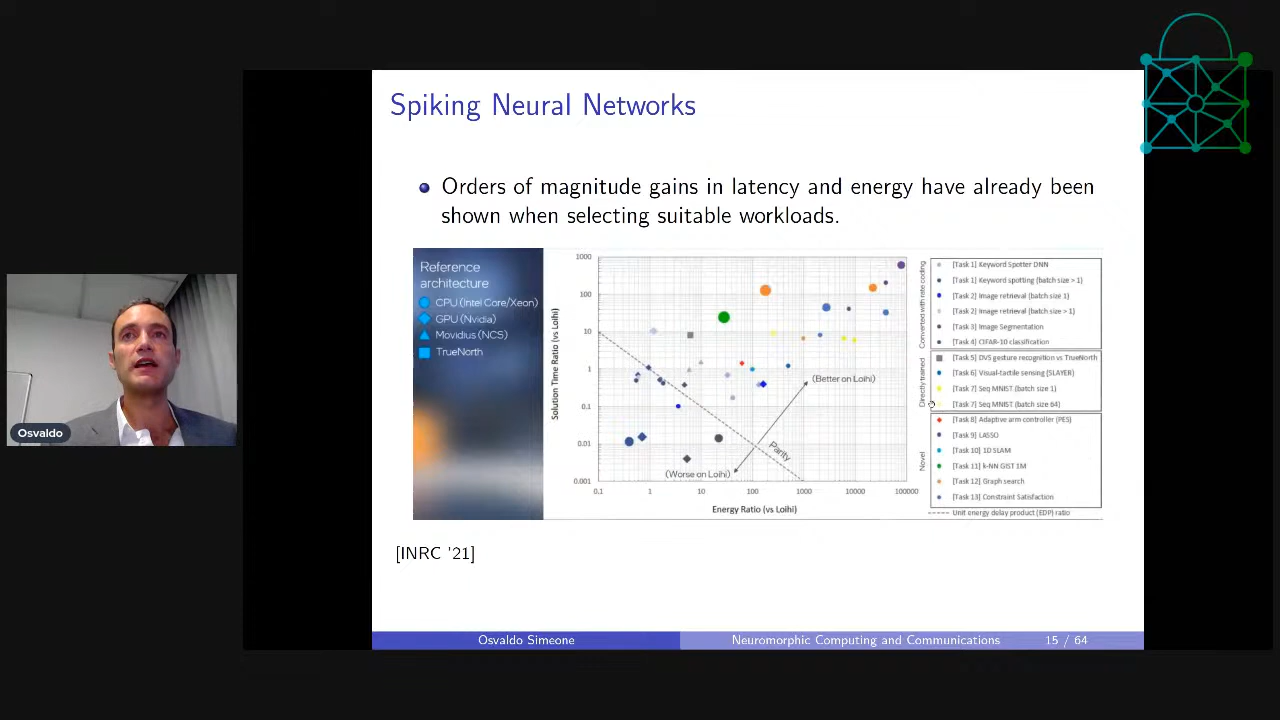 Spiking Neural Networks
Orders of magnitude gains in latency and energy have already been
shown when selecting suitable workloads.
Reference
architecture
CPU (Intel Core/Xeon)
GPU (Nvidia)
Movidius (NCS)
TrueNorth
Solution Time Ratio (vs Loihi)
1000
100
10
1
0.1
0.01
0.001
(Better on Loihi)
Parity
(Worse on Loihi)
0.1 1 10 100 1000 10000 100000
Energy Ratio (vs Loihi)
Converted with rate coding
[Task 1] Keyword Spotter DNN
[Task 1] Keyword spotting (batch size > 1)
[Task 2] Image retrieval (batch size 1)
[Task 2] Image retrieval (batch size > 1)
[Task 3] Image Segmentation
[Task 4] CIFAR-10 classification
Directly trained
[Task 5] DVS gesture recognition vs TrueNorth
[Task 6] Visual-tactile sensing (SLAYER)
[Task 7] Seq MNIST (batch size 1)
[Task 7] Seq MNIST (batch size 64)
Novel
[Task 8] Adaptive arm controller (PES)
[Task 9] LASSO
[Task 10] 1D SLAM
[Task 11] k-NN GIST 1M
[Task 12] Graph search
[Task 13] Constraint Satisfaction
Unit energy delay product (EDP) ratio
[INRC '21]
Osvaldo
Osvaldo Simeone Neuromorphic Computing and Communications 15 / 64